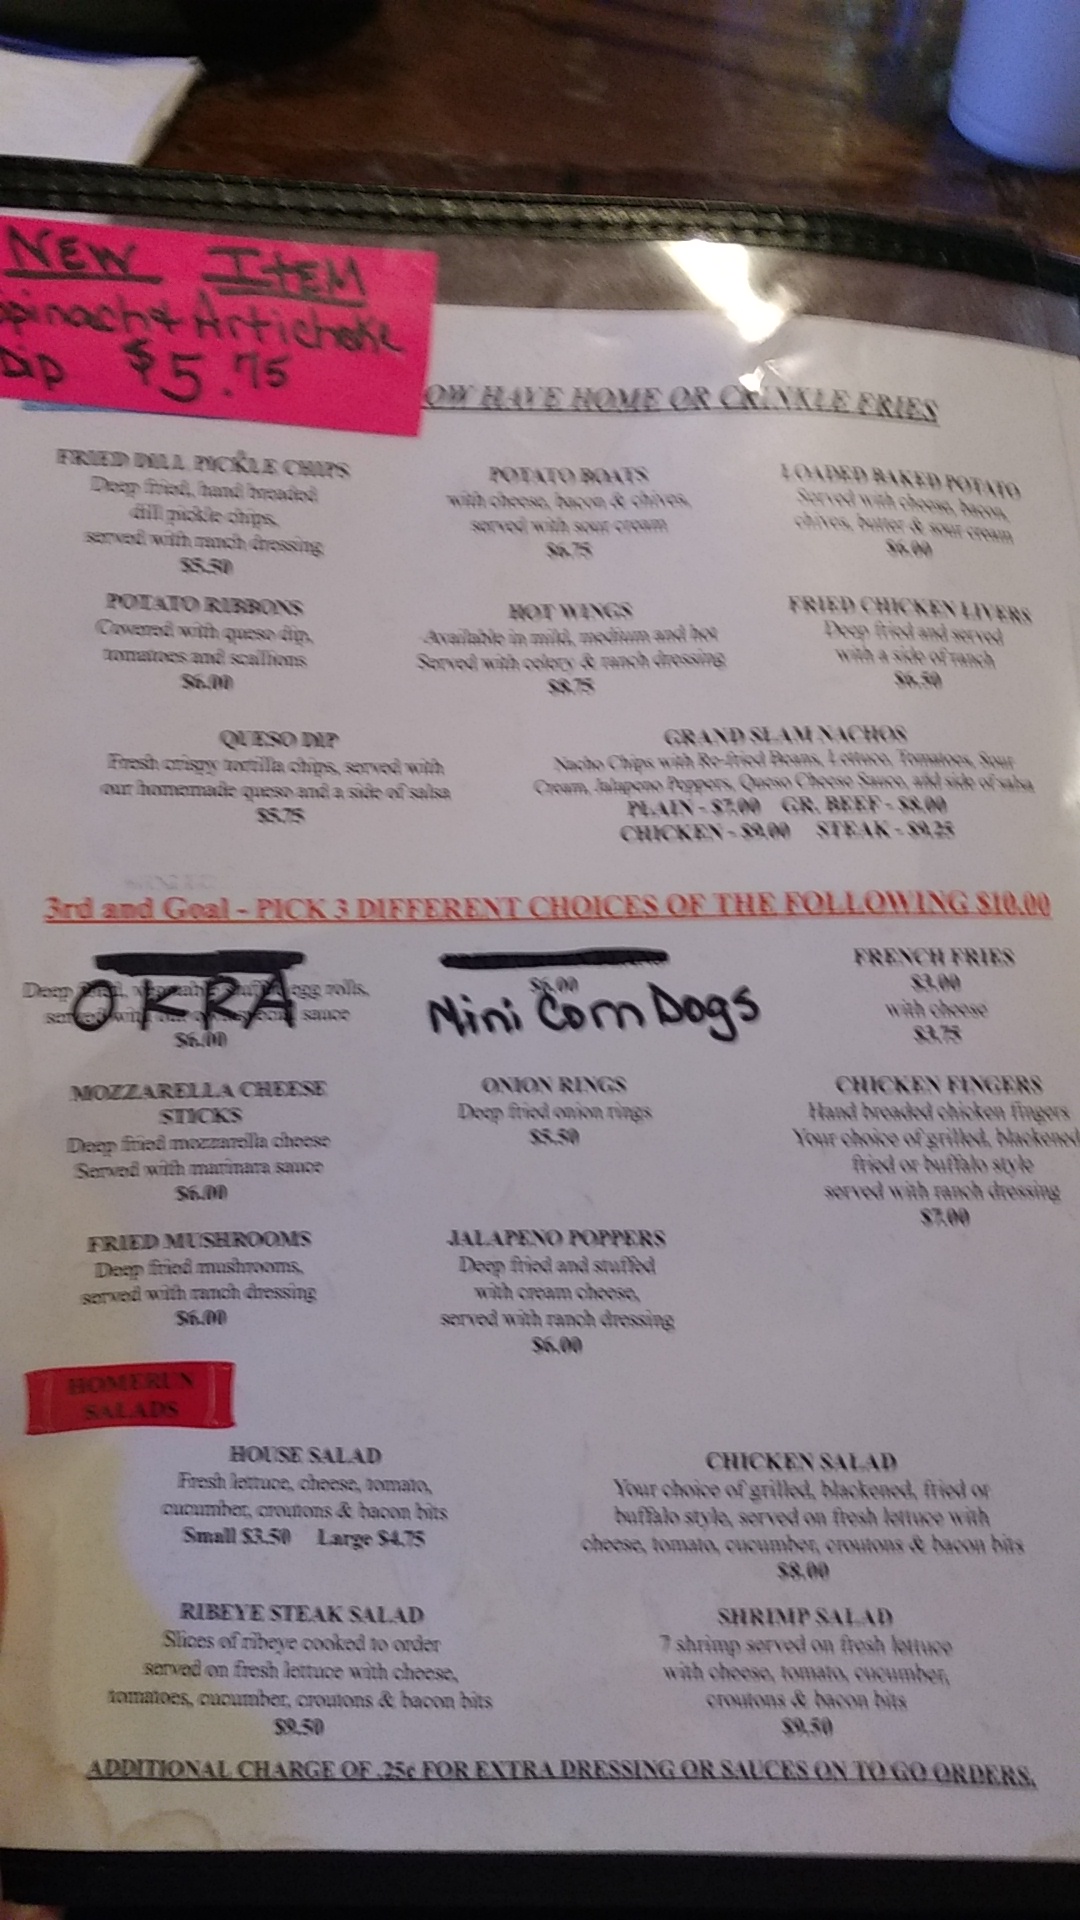 NEW ITEM
Spinach & Artichoke
Dip $5.75
OW HAVE HOME OR CRINKLE FRIES
FRIED DILL PICKLE CHIPS
Deep fried, hand breaded
dill pickle chips,
served with ranch dressing
$5.50
POTATO BOATS
with cheese, bacon & chives,
served with sour cream
$6.75
LOADED BAKED POTATO
Served with cheese, bacon,
chives, butter & sour cream
$6.00
POTATO RIBBONS
Covered with queso dip,
tomatoes and scallions
$6.00
HOT WINGS
Available in mild, medium and hot
Served with celery & ranch dressing
$8.75
FRIED CHICKEN LIVERS
Deep fried and served
with a side of ranch
$6.50
QUESO DIP
Fresh crispy tortilla chips, served with
our homemade queso and a side of salsa
$5.75
GRAND SLAM NACHOS
Nacho Chips with Re-fried Beans, Lettuce, Tomatoes, Sour
Cream, Jalapeno Peppers, Queso Cheese Sauce, and side of salsa
PLAIN - $7.00 GR. BEEF - $8.00
CHICKEN - $9.00 STEAK - $9.25
3rd and Goal - PICK 3 DIFFERENT CHOICES OF THE FOLLOWING $10.00
OKRA
Deep fried, vegetable stuffed egg rolls,
served with our special sauce
$6.00
$6.00
Mini Corn Dogs
FRENCH FRIES
$3.00
with cheese
$3.75
MOZZARELLA CHEESE
STICKS
Deep fried mozzarella cheese
Served with marinara sauce
$6.00
ONION RINGS
Deep fried onion rings
$5.50
CHICKEN FINGERS
Hand breaded chicken fingers
Your choice of grilled, blackened
fried or buffalo style
served with ranch dressing
$7.00
FRIED MUSHROOMS
Deep fried mushrooms,
served with ranch dressing
$6.00
JALAPENO POPPERS
Deep fried and stuffed
with cream cheese,
served with ranch dressing
$6.00
HOMERUN
SALADS
HOUSE SALAD
Fresh lettuce, cheese, tomato,
cucumber, croutons & bacon bits
Small $3.50 Large $4.75
CHICKEN SALAD
Your choice of grilled, blackened, fried or
buffalo style, served on fresh lettuce with
cheese, tomato, cucumber, croutons & bacon bits
$8.00
RIBEYE STEAK SALAD
Slices of ribeye cooked to order
served on fresh lettuce with cheese,
tomatoes, cucumber, croutons & bacon bits
$9.50
SHRIMP SALAD
7 shrimp served on fresh lettuce
with cheese, tomato, cucumber,
croutons & bacon bits
$9.50
ADDITIONAL CHARGE OF .25¢ FOR EXTRA DRESSING OR SAUCES ON TO GO ORDERS.